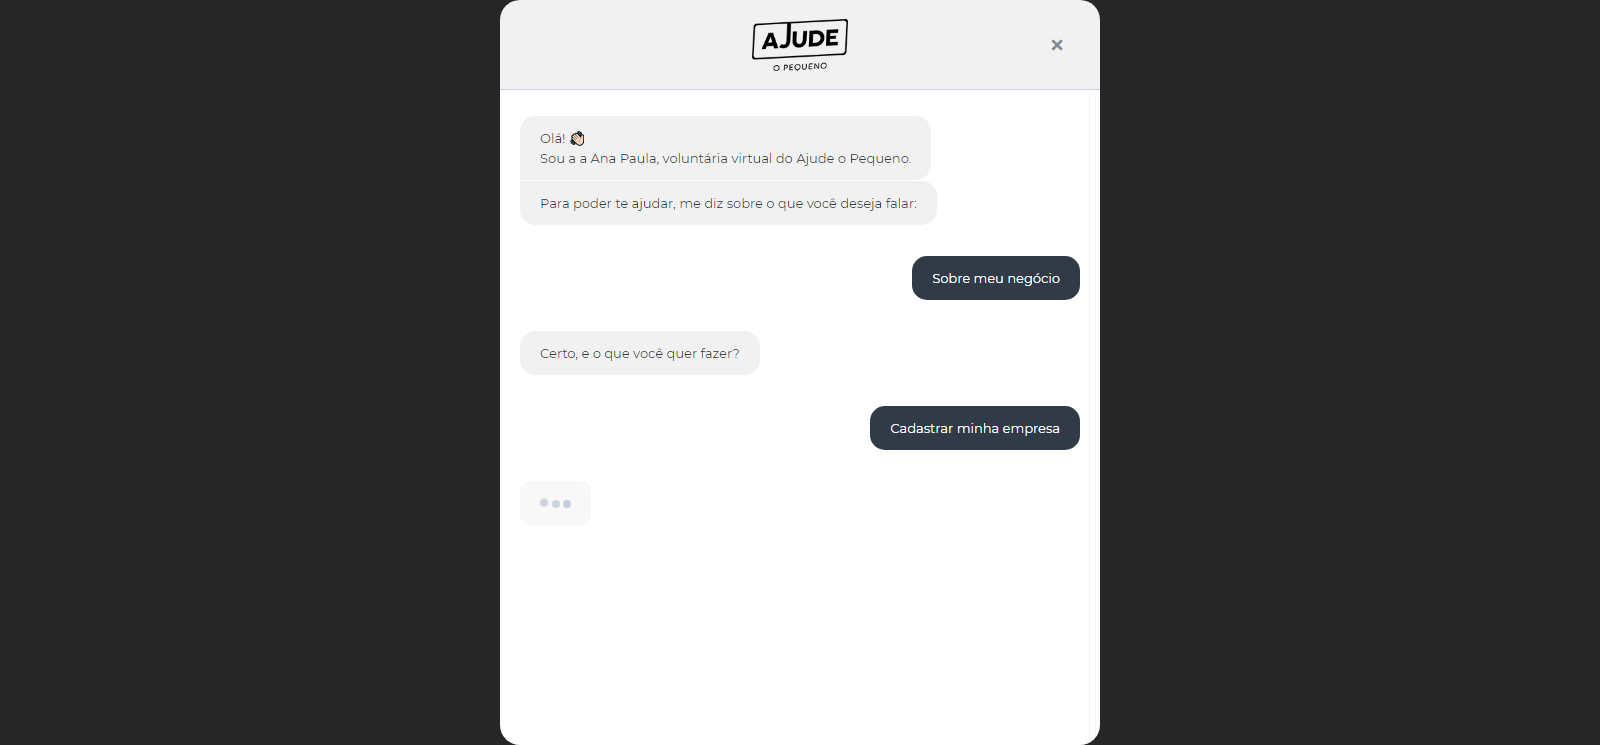 AJUDE
O PEQUENO
Olá! 👋🏻
Sou a a Ana Paula, voluntária virtual do Ajude o Pequeno.
Para poder te ajudar, me diz sobre o que você deseja falar:
Sobre meu negócio
Certo, e o que você quer fazer?
Cadastrar minha empresa